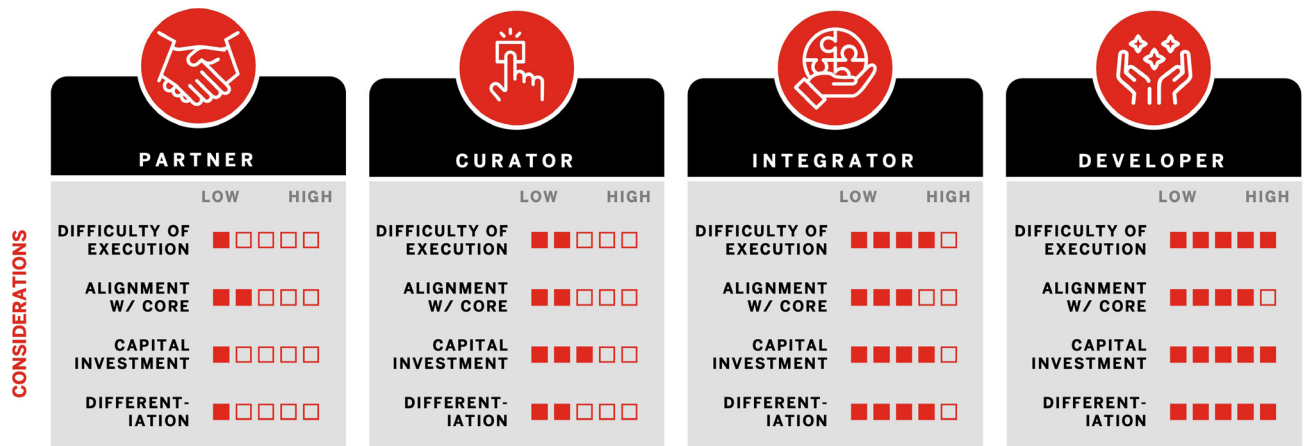 PARTNER
LOW HIGH
DIFFICULTY OF
EXECUTION
ALIGNMENT
W/ CORE
CAPITAL
INVESTMENT
DIFFERENT-
IATION
CURATOR
LOW HIGH
DIFFICULTY OF
EXECUTION
ALIGNMENT
W/ CORE
CAPITAL
INVESTMENT
DIFFERENT-
IATION
INTEGRATOR
LOW HIGH
DIFFICULTY OF
EXECUTION
ALIGNMENT
W/ CORE
CAPITAL
INVESTMENT
DIFFERENT-
IATION
DEVELOPER
LOW HIGH
DIFFICULTY OF
EXECUTION
ALIGNMENT
W/ CORE
CAPITAL
INVESTMENT
DIFFERENT-
IATION
CONSIDERATIONS